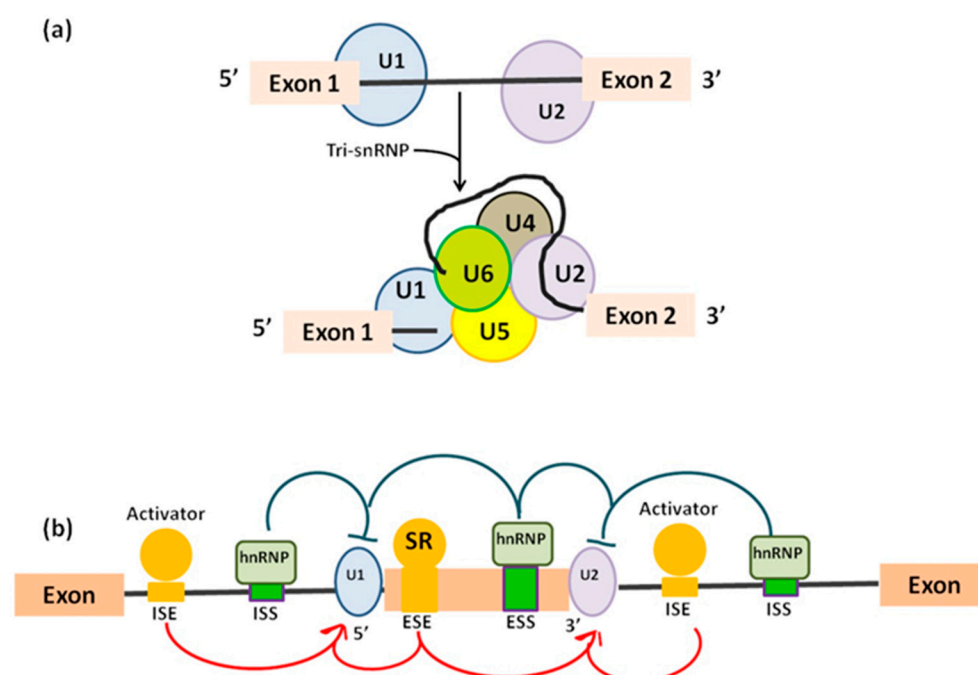 (a)
5’ Exon 1 U1 U2 Exon 2 3’
Tri-snRNP
U4
U6 U2
U1
5’ Exon 1 U5 Exon 2 3’
(b)
Activator Activator
SR hnRNP
hnRNP hnRNP
Exon U1 U2 Exon
ISE ISS 5’ ESE ESS 3’ ISE ISS